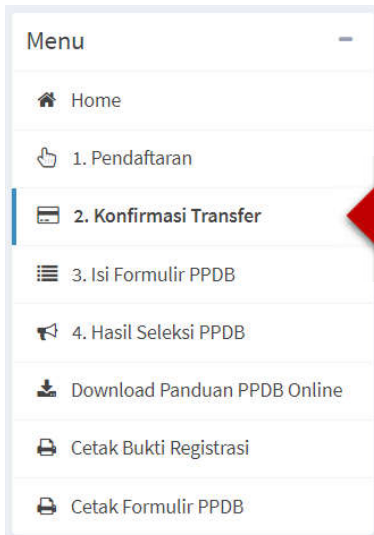 Menu
Home
1. Pendaftaran
2. Konfirmasi Transfer
3. Isi Formulir PPDB
4. Hasil Seleksi PPDB
Download Panduan PPDB Online
Cetak Bukti Registrasi
Cetak Formulir PPDB